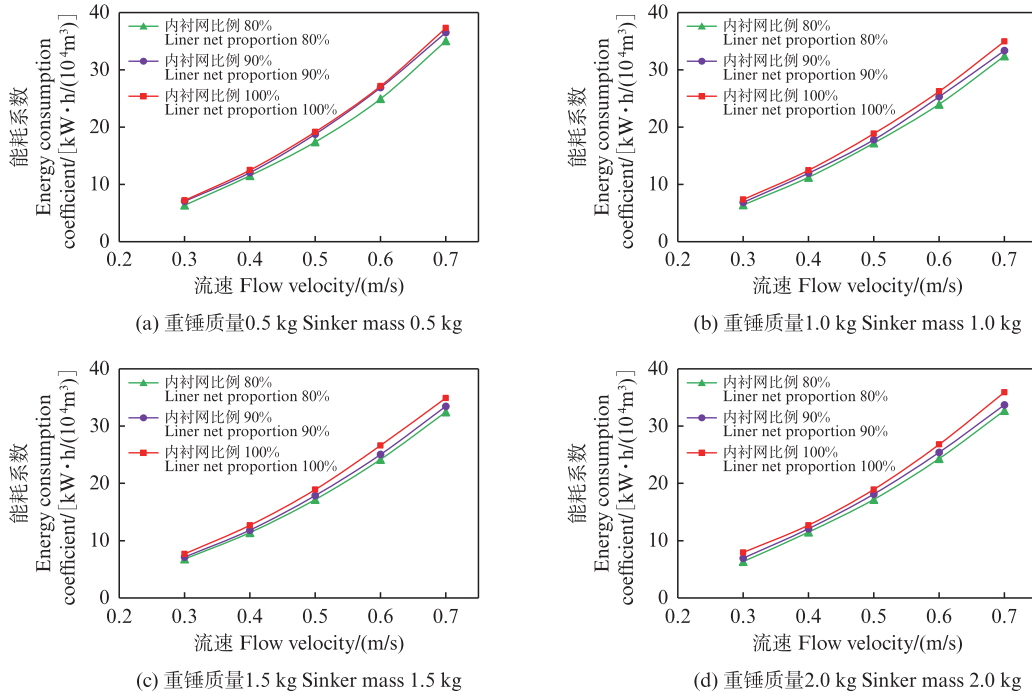 40
30
20
10
0
能耗系数
Energy consumption
coefficient/[kW·h/(10⁴m³)]
内衬网比例 80%
Liner net proportion 80%
内衬网比例 90%
Liner net proportion 90%
内衬网比例 100%
Liner net proportion 100%
0.2 0.3 0.4 0.5 0.6 0.7
流速 Flow velocity/(m/s)
(a) 重锤质量0.5 kg Sinker mass 0.5 kg
40
30
20
10
0
能耗系数
Energy consumption
coefficient/[kW·h/(10⁴m³)]
内衬网比例 80%
Liner net proportion 80%
内衬网比例 90%
Liner net proportion 90%
内衬网比例 100%
Liner net proportion 100%
0.2 0.3 0.4 0.5 0.6 0.7
流速 Flow velocity/(m/s)
(b) 重锤质量1.0 kg Sinker mass 1.0 kg
40
30
20
10
0
能耗系数
Energy consumption
coefficient/[kW·h/(10⁴m³)]
内衬网比例 80%
Liner net proportion 80%
内衬网比例 90%
Liner net proportion 90%
内衬网比例 100%
Liner net proportion 100%
0.2 0.3 0.4 0.5 0.6 0.7
流速 Flow velocity/(m/s)
(c) 重锤质量1.5 kg Sinker mass 1.5 kg
40
30
20
10
0
能耗系数
Energy consumption
coefficient/[kW·h/(10⁴m³)]
内衬网比例 80%
Liner net proportion 80%
内衬网比例 90%
Liner net proportion 90%
内衬网比例 100%
Liner net proportion 100%
0.2 0.3 0.4 0.5 0.6 0.7
流速 Flow velocity/(m/s)
(d) 重锤质量2.0 kg Sinker mass 2.0 kg